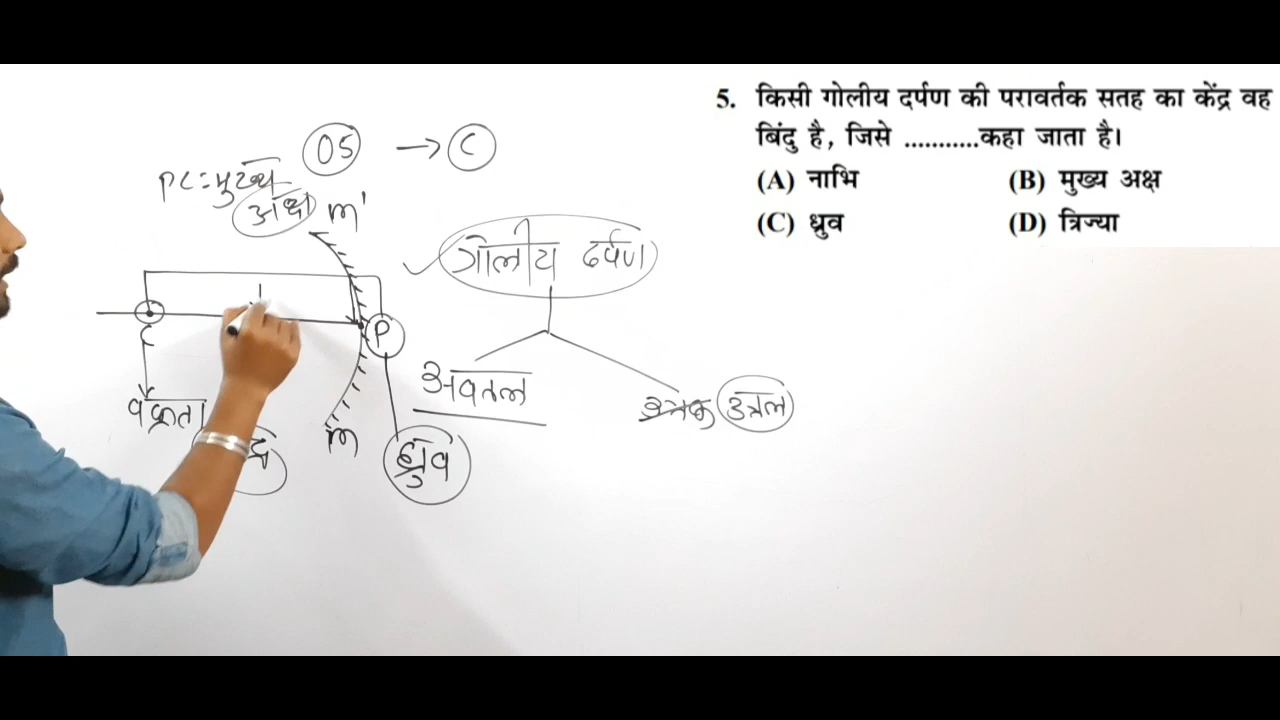 5. किसी गोलीय दर्पण की परावर्तक सतह का केंद्र वह
बिंदु है, जिसे ...........कहा जाता है।
(A) नाभि (B) मुख्य अक्ष
(C) ध्रुव (D) त्रिज्या
05 → C
PC = मुख्य
अक्ष m'
गोलीय दर्पण
P
C
अवतल
उत्तल
वक्रता
m
ध्रुव